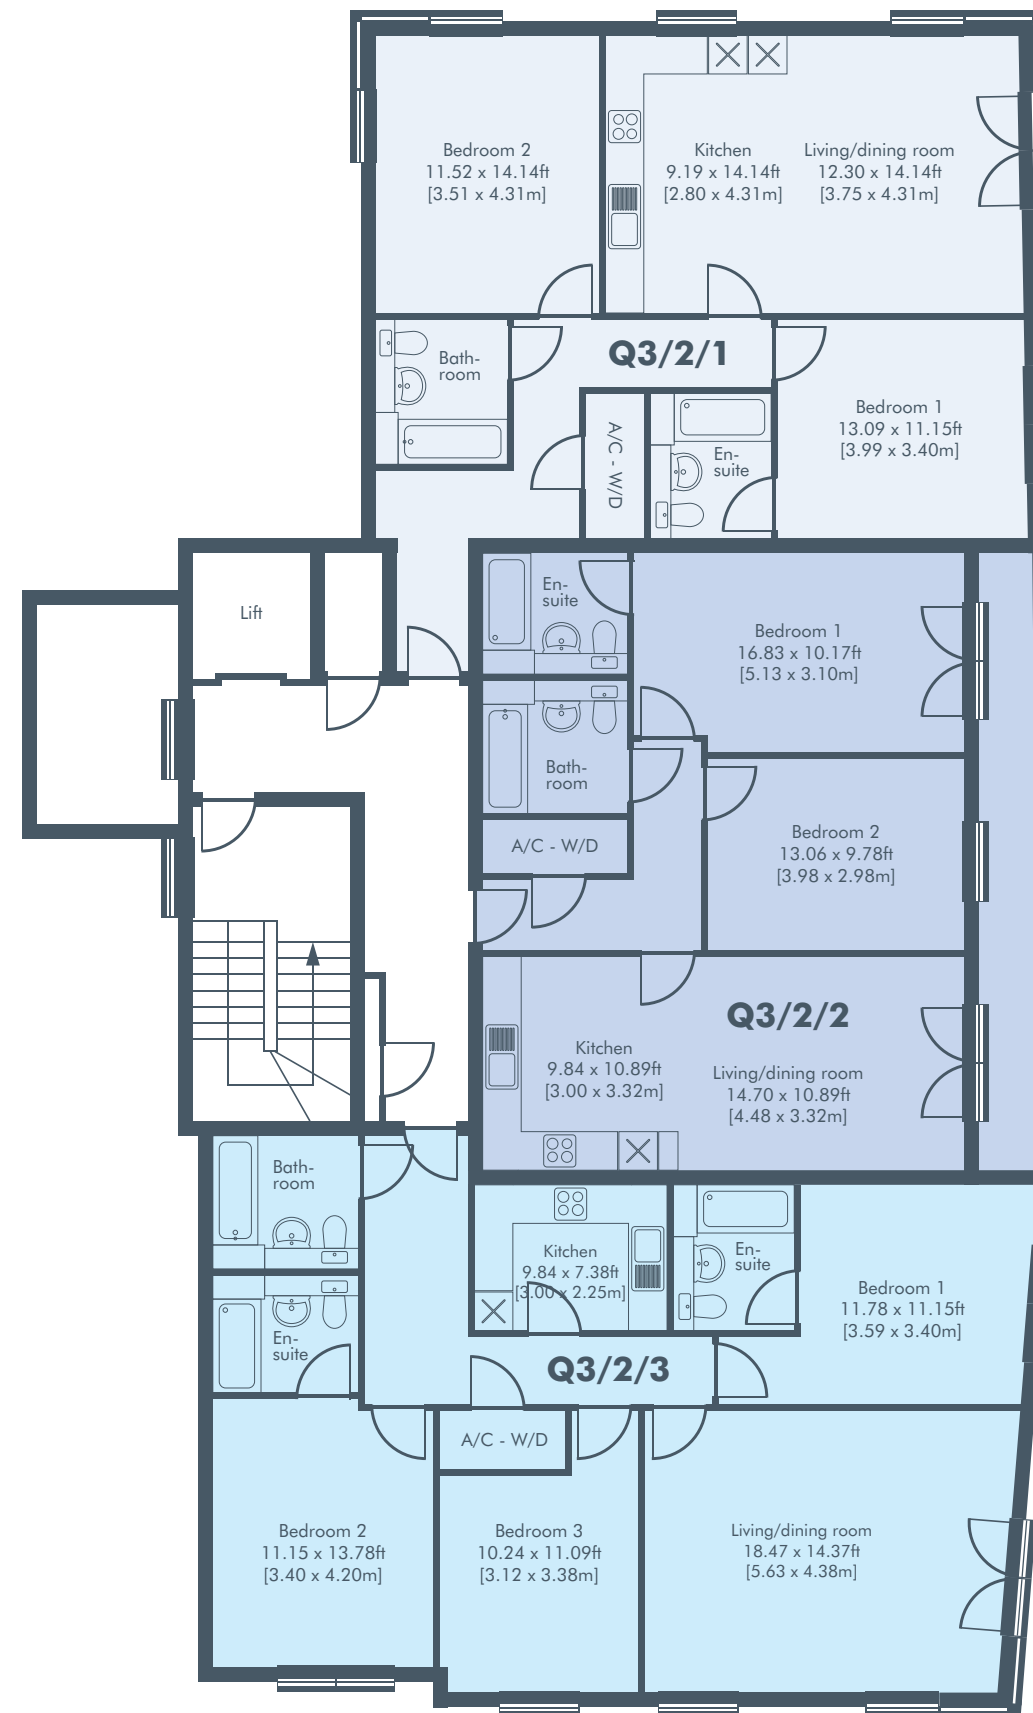 Bedroom 2
11.52 x 14.14ft
[3.51 x 4.31m]
Kitchen
9.19 x 14.14ft
[2.80 x 4.31m]
Living/dining room
12.30 x 14.14ft
[3.75 x 4.31m]
Bath-
room
Q3/2/1
A/C - W/D
En-
suite
Bedroom 1
13.09 x 11.15ft
[3.99 x 3.40m]
Lift
En-
suite
Bedroom 1
16.83 x 10.17ft
[5.13 x 3.10m]
Bath-
room
A/C - W/D
Bedroom 2
13.06 x 9.78ft
[3.98 x 2.98m]
Q3/2/2
Kitchen
9.84 x 10.89ft
[3.00 x 3.32m]
Living/dining room
14.70 x 10.89ft
[4.48 x 3.32m]
Bath-
room
Kitchen
9.84 x 7.38ft
[3.00 x 2.25m]
En-
suite
Bedroom 1
11.78 x 11.15ft
[3.59 x 3.40m]
En-
suite
Q3/2/3
A/C - W/D
Bedroom 2
11.15 x 13.78ft
[3.40 x 4.20m]
Bedroom 3
10.24 x 11.09ft
[3.12 x 3.38m]
Living/dining room
18.47 x 14.37ft
[5.63 x 4.38m]